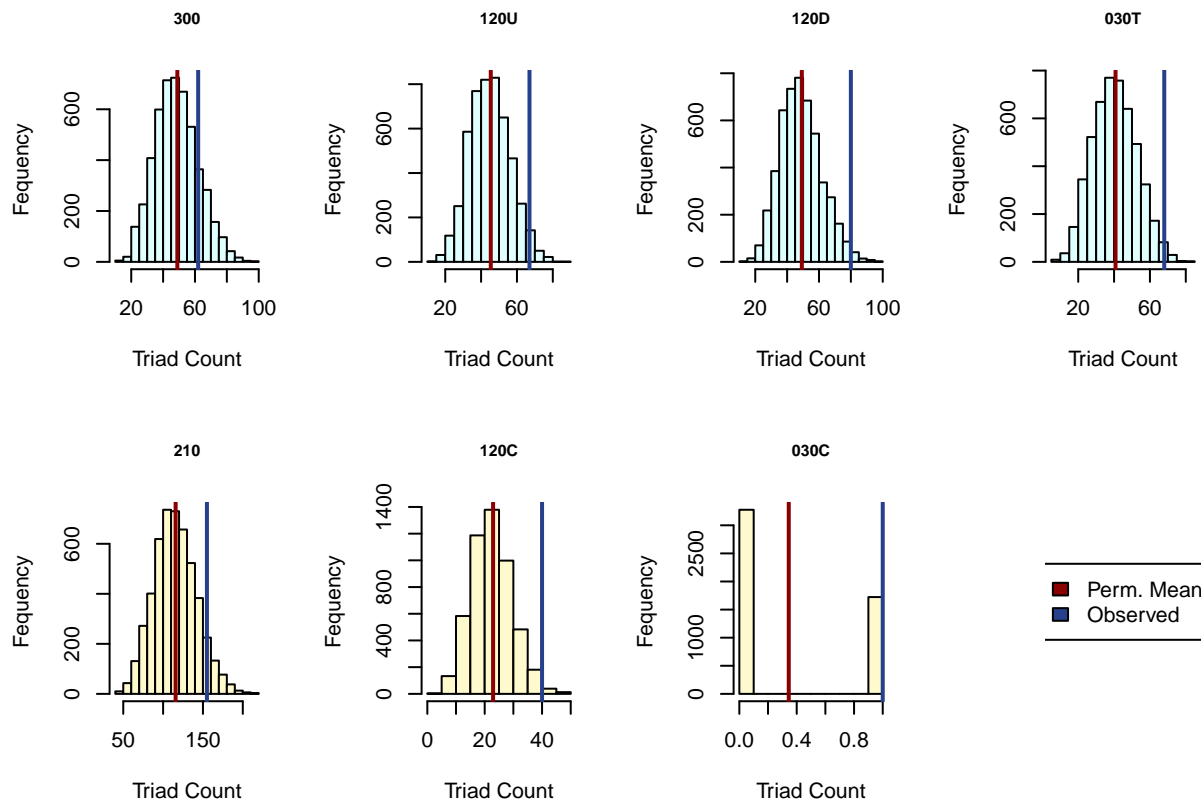 300
120U
120D
030T
Fequency
Fequency
Fequency
Fequency
0 200 600
0 200 600
0 200 600
0 200 600
20 60 100
20 60
20 60 100
20 60
Triad Count
Triad Count
Triad Count
Triad Count
210
120C
030C
Fequency
Fequency
Fequency
0 200 600
0 400 800 1400
0 1000 2500
50 150
0 20 40
0.0 0.4 0.8
Triad Count
Triad Count
Triad Count
Perm. Mean
Observed